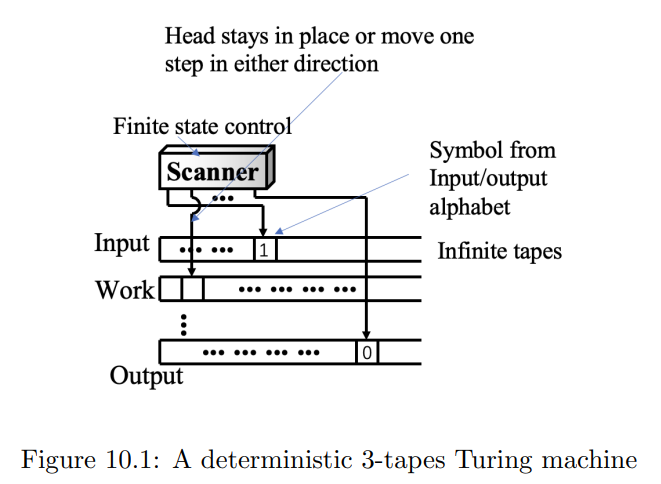 Head stays in place or move one
step in either direction
Finite state control
Scanner
Symbol from
Input/output
alphabet
Input
1
Infinite tapes
Work
0
Output
Figure 10.1: A deterministic 3-tapes Turing machine